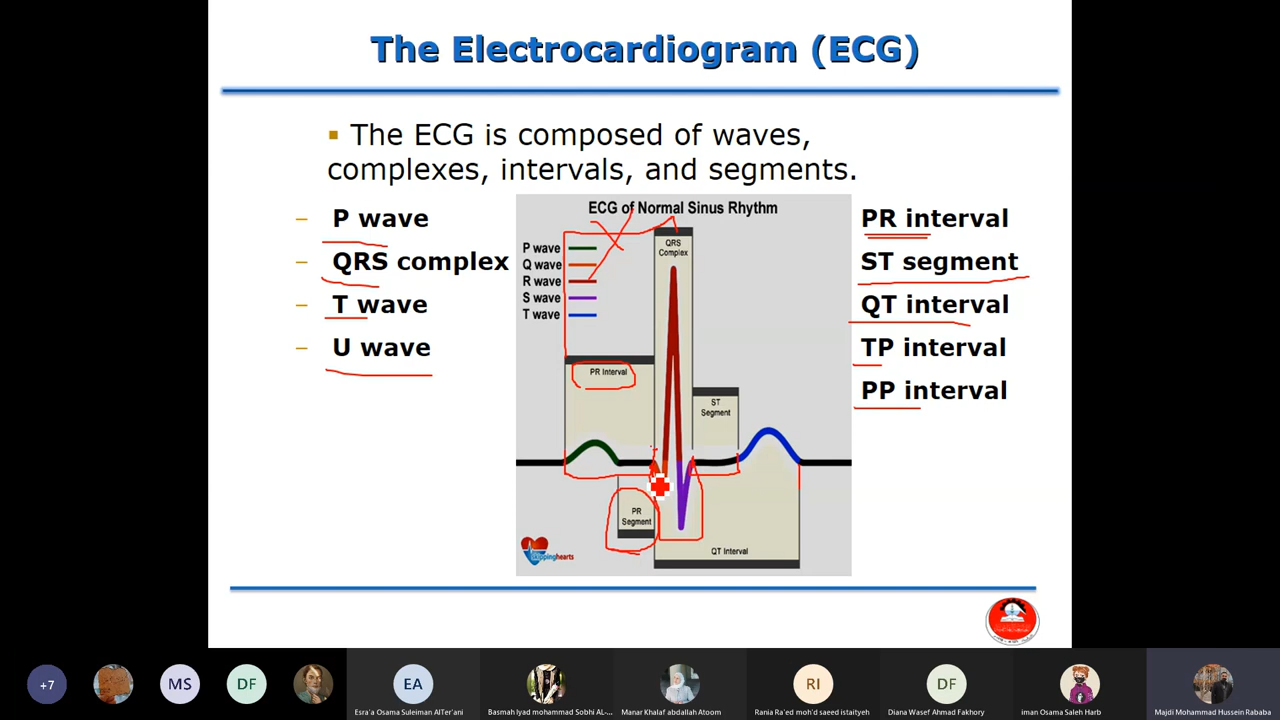 The Electrocardiogram (ECG)
The ECG is composed of waves,
complexes, intervals, and segments.
– P wave
– QRS complex
– T wave
– U wave
ECG of Normal Sinus Rhythm
P wave
Q wave
R wave
S wave
T wave
QRS
Complex
PR Interval
ST
Segment
PR
Segment
QT Interval
PR interval
ST segment
QT interval
TP interval
PP interval
+7
MS
DF
EA
RI
DF
Esra'a Osama Suleiman AlTer'ani
Basmah Iyad mohammad Sobhi AL-...
Manar Khalaf abdallah Atoom
Rania Ra'ed moh'd saeed istaityeh
Diana Wasef Ahmad Fakhory
iman Osama Saleh Harb
Majdi Mohammad Hussein Rababa